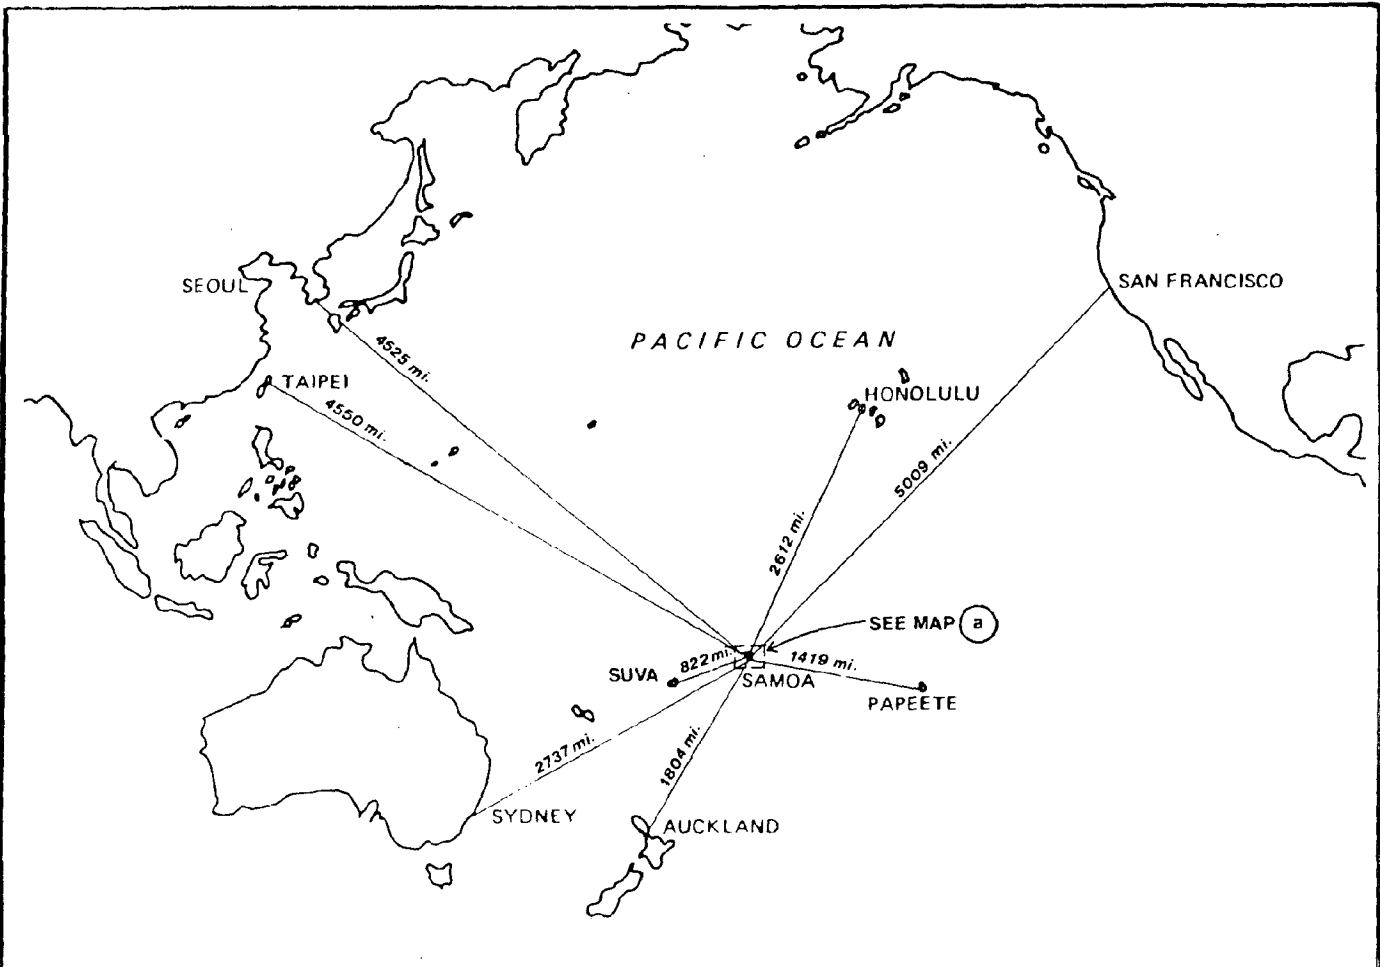 SEOUL
SAN FRANCISCO
PACIFIC OCEAN
4525 mi.
TAIPEI
HONOLULU
4550 mi.
5009 mi.
2612 mi.
SEE MAP a
822 mi.
1419 mi.
SUVA
SAMOA
PAPEETE
2737 mi.
1804 mi.
SYDNEY
AUCKLAND